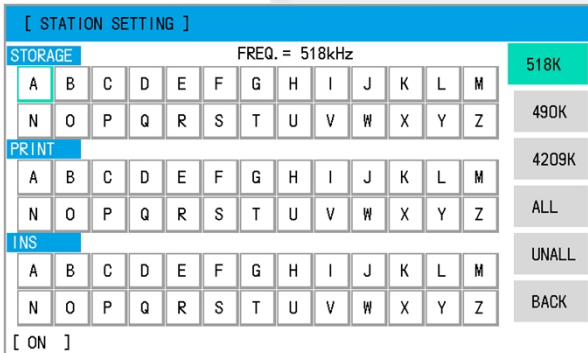 [ STATION SETTING ]
STORAGE FREQ. = 518kHz
A B C D E F G H I J K L M
N O P Q R S T U V W X Y Z
PRINT
A B C D E F G H I J K L M
N O P Q R S T U V W X Y Z
INS
A B C D E F G H I J K L M
N O P Q R S T U V W X Y Z
[ ON ]
518K
490K
4209K
ALL
UNALL
BACK